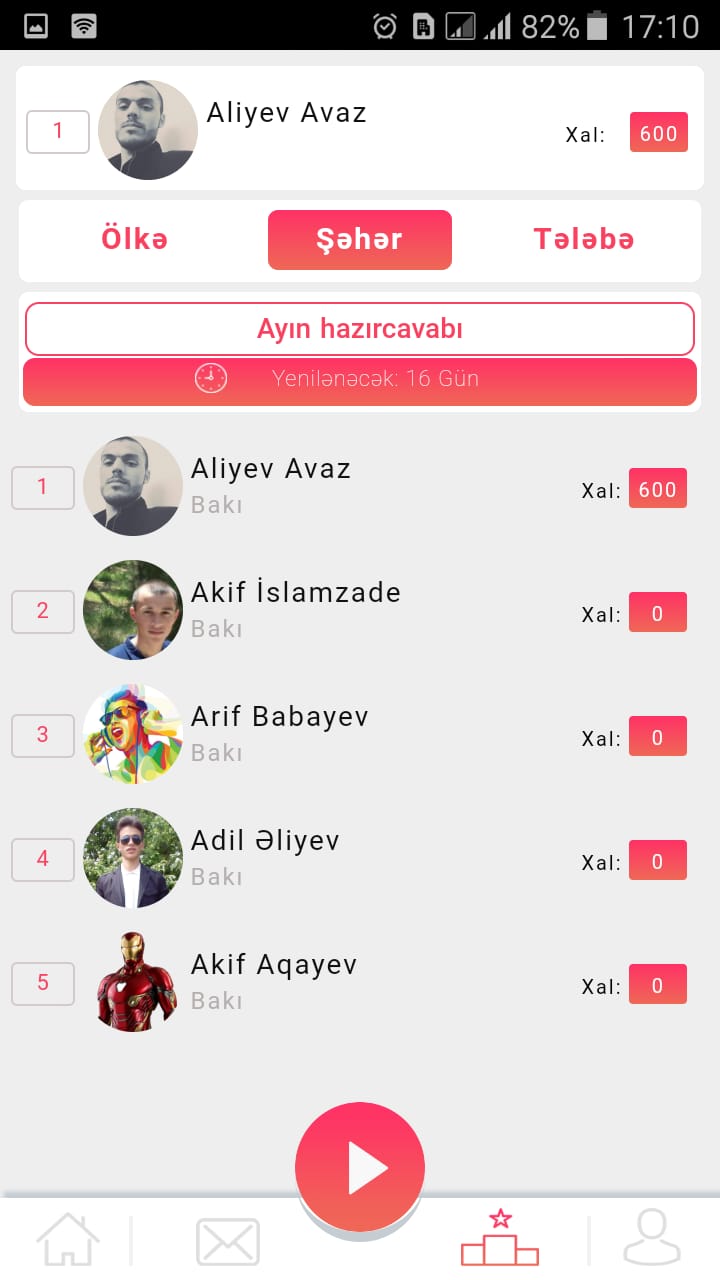 82% 17:10
1 Aliyev Avaz Xal: 600
Ölkə Şəhər Tələbə
Ayın hazırcavabı
Yenilənəcək: 16 Gün
1 Aliyev Avaz Xal: 600
Bakı
2 Akif İslamzade Xal: 0
Bakı
3 Arif Babayev Xal: 0
Bakı
4 Adil Əliyev Xal: 0
Bakı
5 Akif Aqayev Xal: 0
Bakı